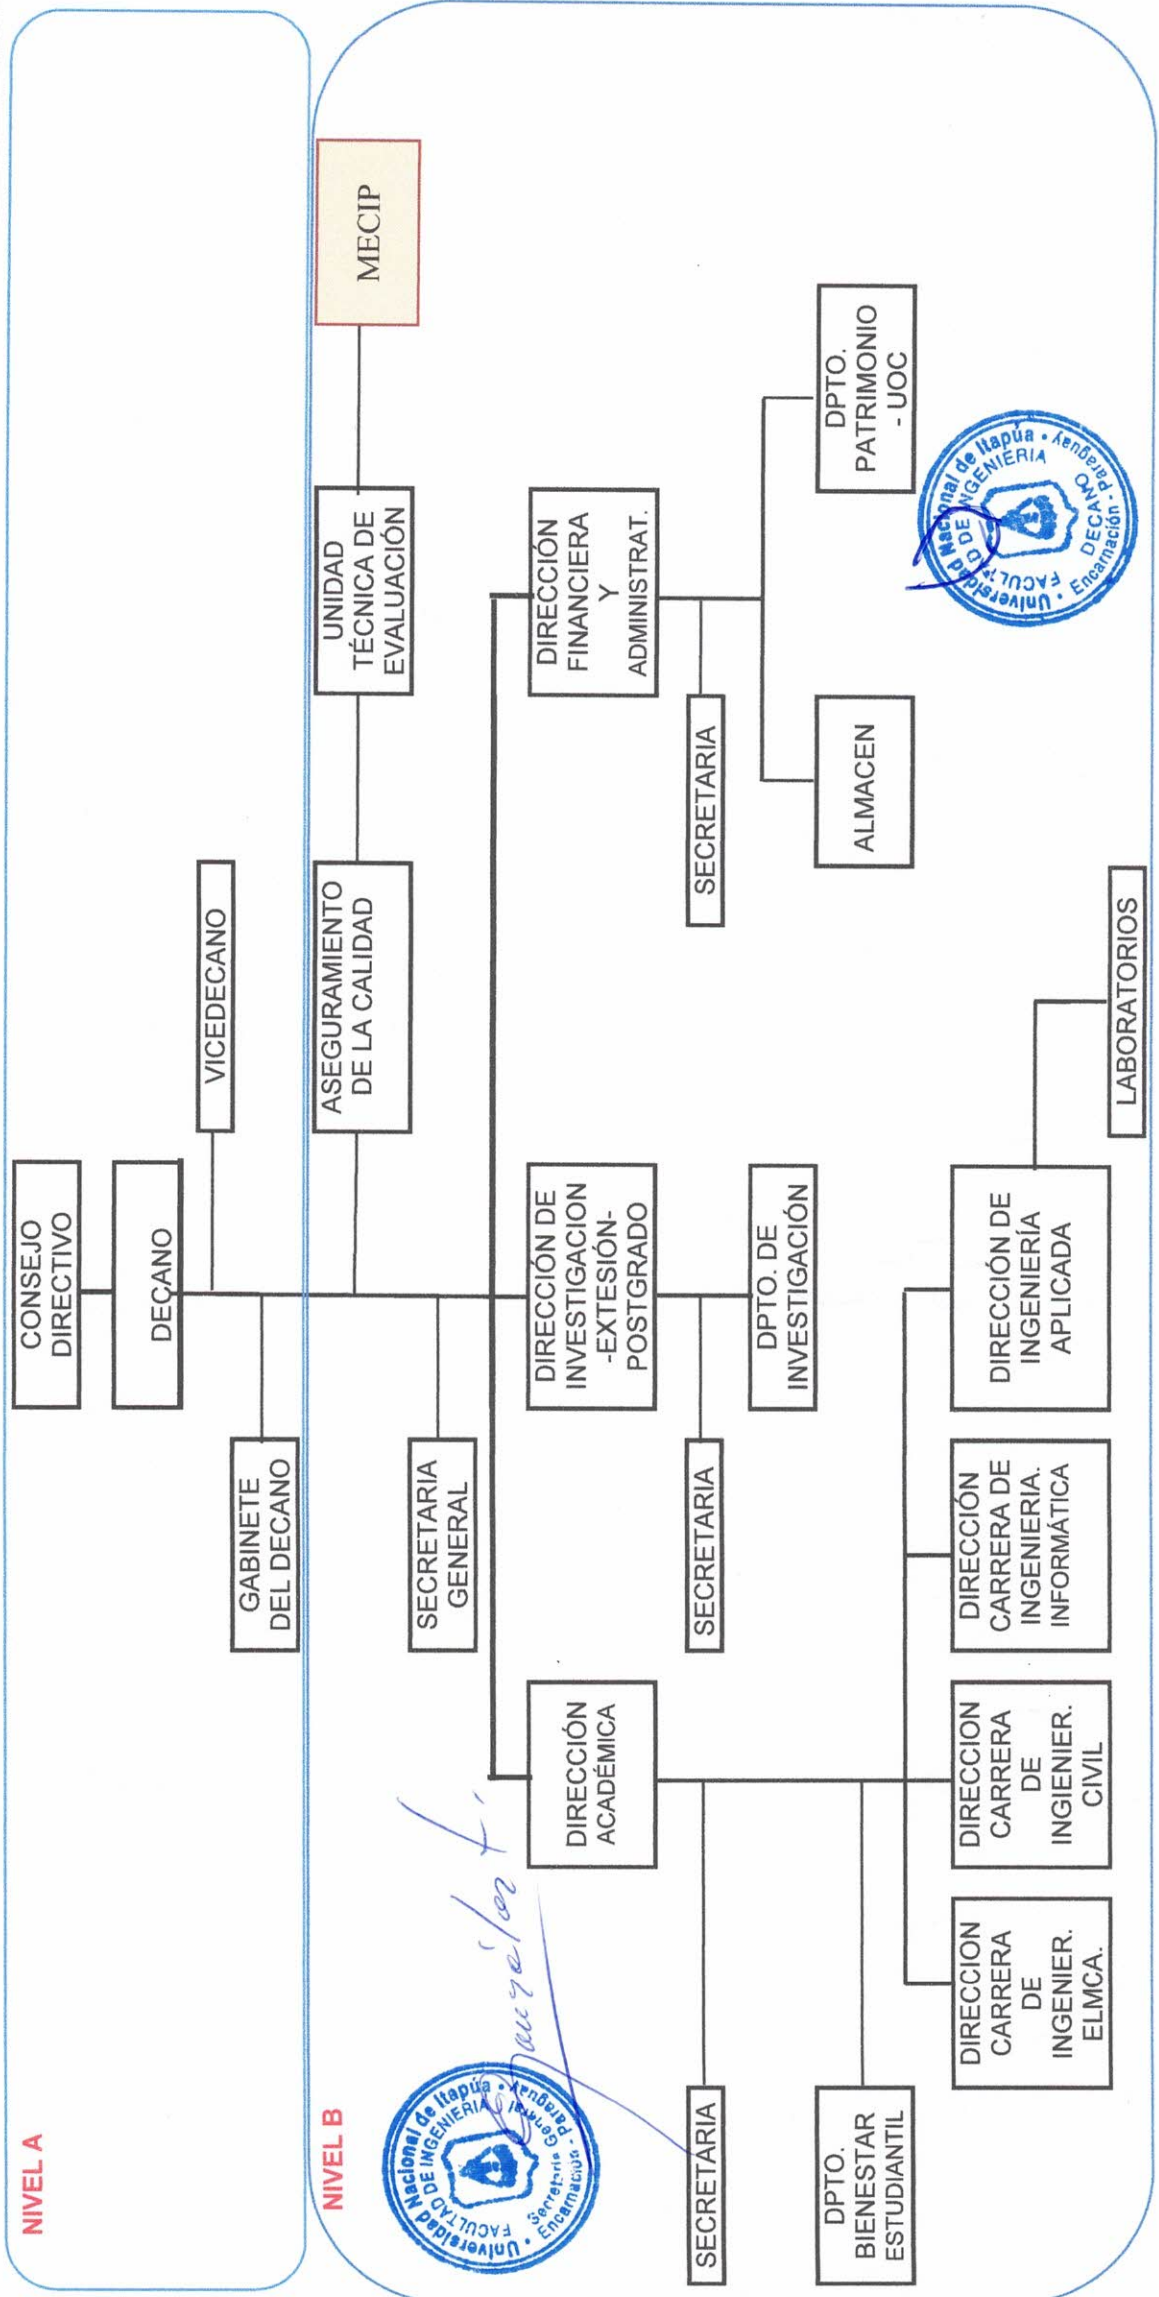 NIVEL A
CONSEJO
DIRECTIVO
DECANO
VICEDECANO
GABINETE
DEL DECANO
NIVEL B
ASEGURAMIENTO
DE LA CALIDAD
UNIDAD
TÉCNICA DE
EVALUACIÓN
MECIP
SECRETARIA
GENERAL
DIRECCIÓN
ACADÉMICA
DIRECCIÓN DE
INVESTIGACION
-EXTESIÓN-
POSTGRADO
DIRECCIÓN
FINANCIERA
Y
ADMINISTRAT.
SECRETARIA
SECRETARIA
SECRETARIA
DPTO. DE
INVESTIGACIÓN
DPTO.
BIENESTAR
ESTUDIANTIL
ALMACEN
DPTO.
PATRIMONIO
- UOC
DIRECCION
CARRERA
DE
INGENIER.
ELMCA.
DIRECCION
CARRERA
DE
INGIENIER.
CIVIL
DIRECCIÓN
CARRERA DE
INGENIERIA.
INFORMÁTICA
DIRECCIÓN DE
INGENIERÍA
APLICADA
LABORATORIOS
Universidad Nacional de Itapúa
FACULTAD DE INGENIERIA
Secretaria General
Encarnación - Paraguay
Universidad Nacional de Itapúa
FACULTAD DE INGENIERIA
DECANO
Encarnación - Paraguay